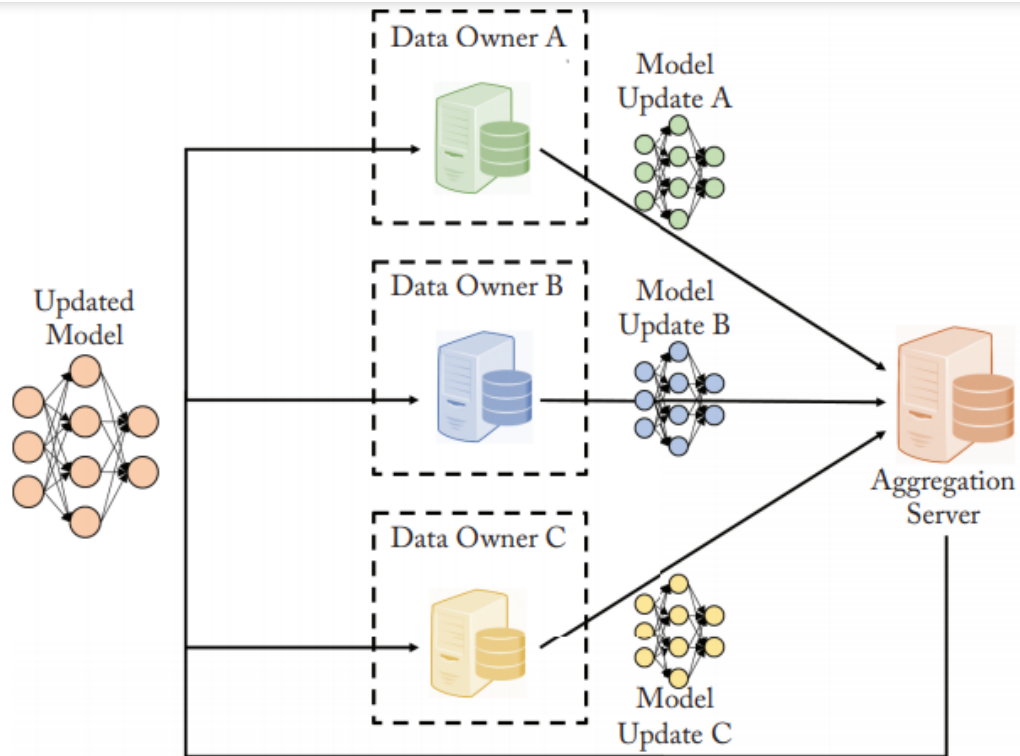 Data Owner A
Model
Update A
Updated
Model
Data Owner B
Model
Update B
Aggregation
Server
Data Owner C
Model
Update C